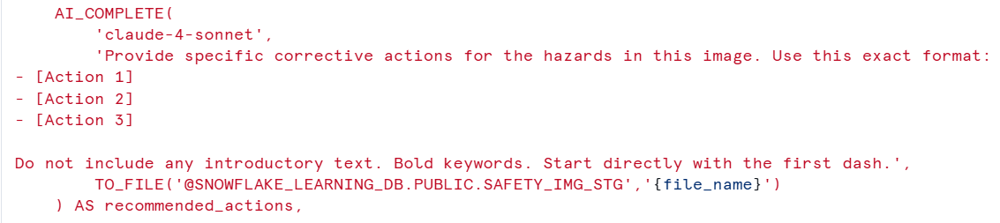 AI_COMPLETE(
'claude-4-sonnet',
'Provide specific corrective actions for the hazards in this image. Use this exact format:
- [Action 1]
- [Action 2]
- [Action 3]
Do not include any introductory text. Bold keywords. Start directly with the first dash.',
TO_FILE('@SNOWFLAKE_LEARNING_DB.PUBLIC.SAFETY_IMG_STG','{file_name}')
) AS recommended_actions,